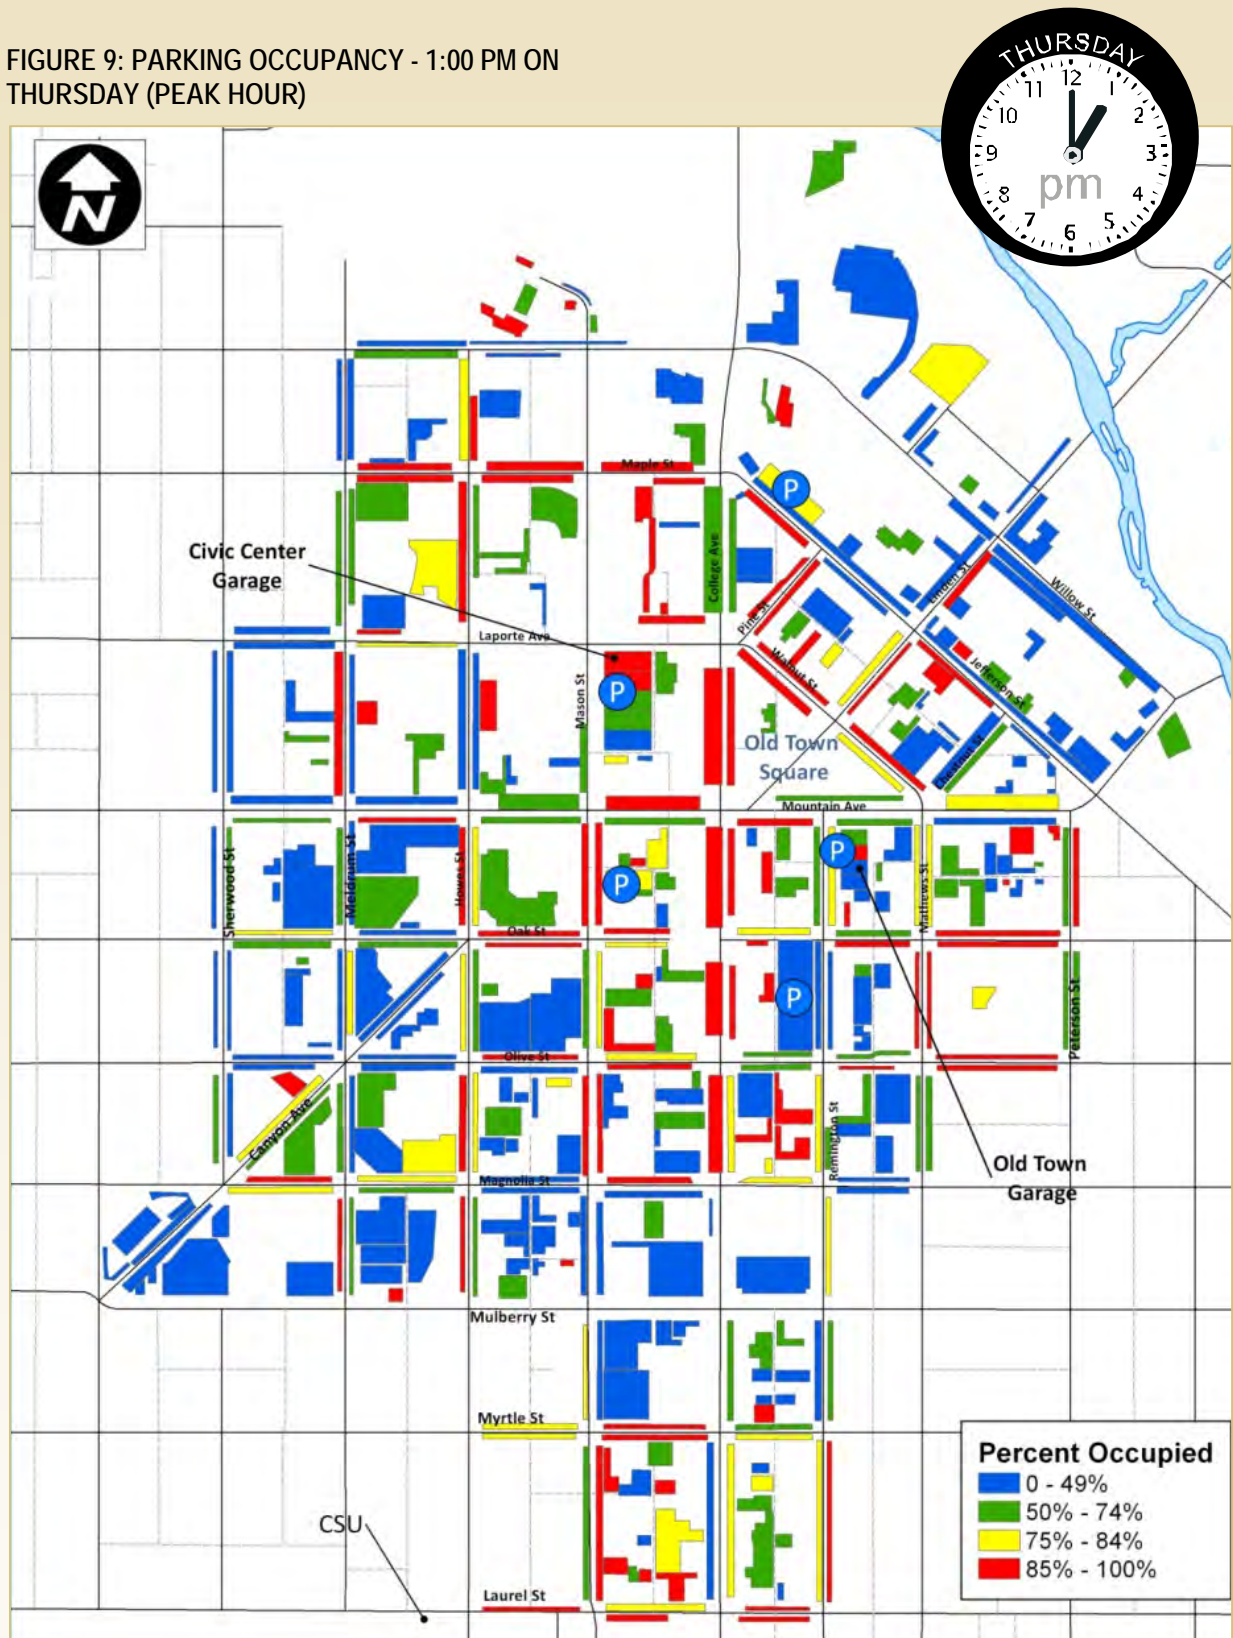 FIGURE 9: PARKING OCCUPANCY - 1:00 PM ON
THURSDAY (PEAK HOUR)
THURSDAY
12
1
2
3
4
5
6
7
8
9
10
11
pm
N
Maple St
P
Civic Center
Garage
College Ave
Linden St
Willow St
Pine St
Laporte Ave
Walnut St
Jefferson St
P
Mason St
Old Town
Square
Chestnut St
Mountain Ave
Sherwood St
Meldrum St
Howes St
P
P
Mathews St
Oak St
P
Peterson St
Olive St
Canyon Ave
Remington St
Old Town
Garage
Magnolia St
Mulberry St
Myrtle St
Percent Occupied
0 - 49%
50% - 74%
75% - 84%
85% - 100%
CSU
Laurel St